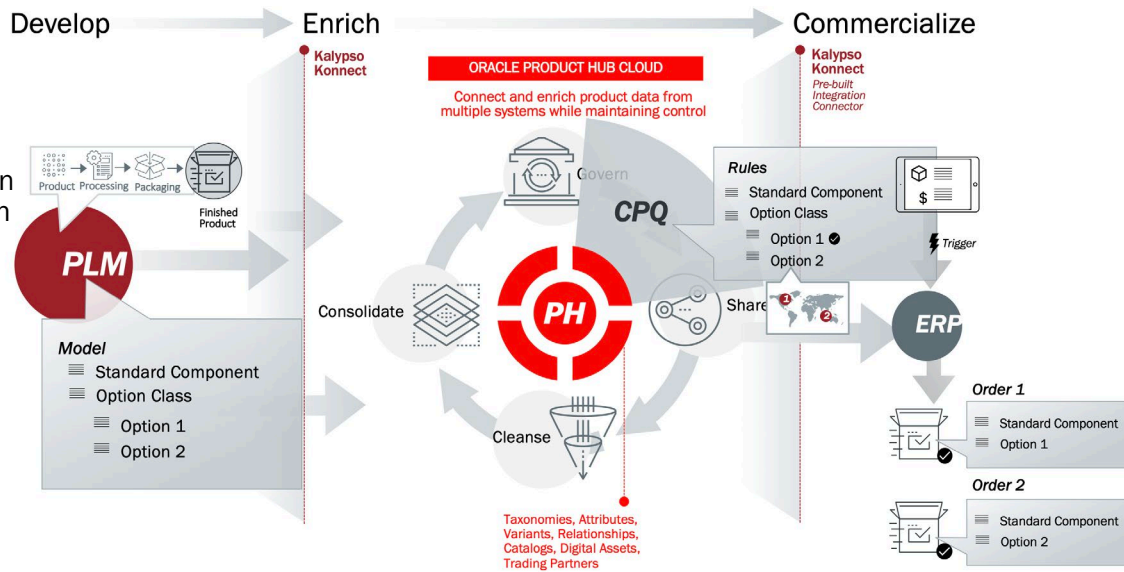 Develop
Enrich
Commercialize
Kalypso
Konnect
ORACLE PRODUCT HUB CLOUD
Connect and enrich product data from
multiple systems while maintaining control
Kalypso
Konnect
Pre-built
Integration
Connector
Product
Processing
Packaging
Finished
Product
n
n
PLM
Model
Standard Component
Option Class
Option 1
Option 2
Govern
CPQ
Consolidate
PH
Share
Cleanse
Taxonomies, Attributes,
Variants, Relationships,
Catalogs, Digital Assets,
Trading Partners
Rules
Standard Component
Option Class
Option 1
Option 2
1
2
$
Trigger
ERP
Order 1
Standard Component
Option 1
Order 2
Standard Component
Option 2